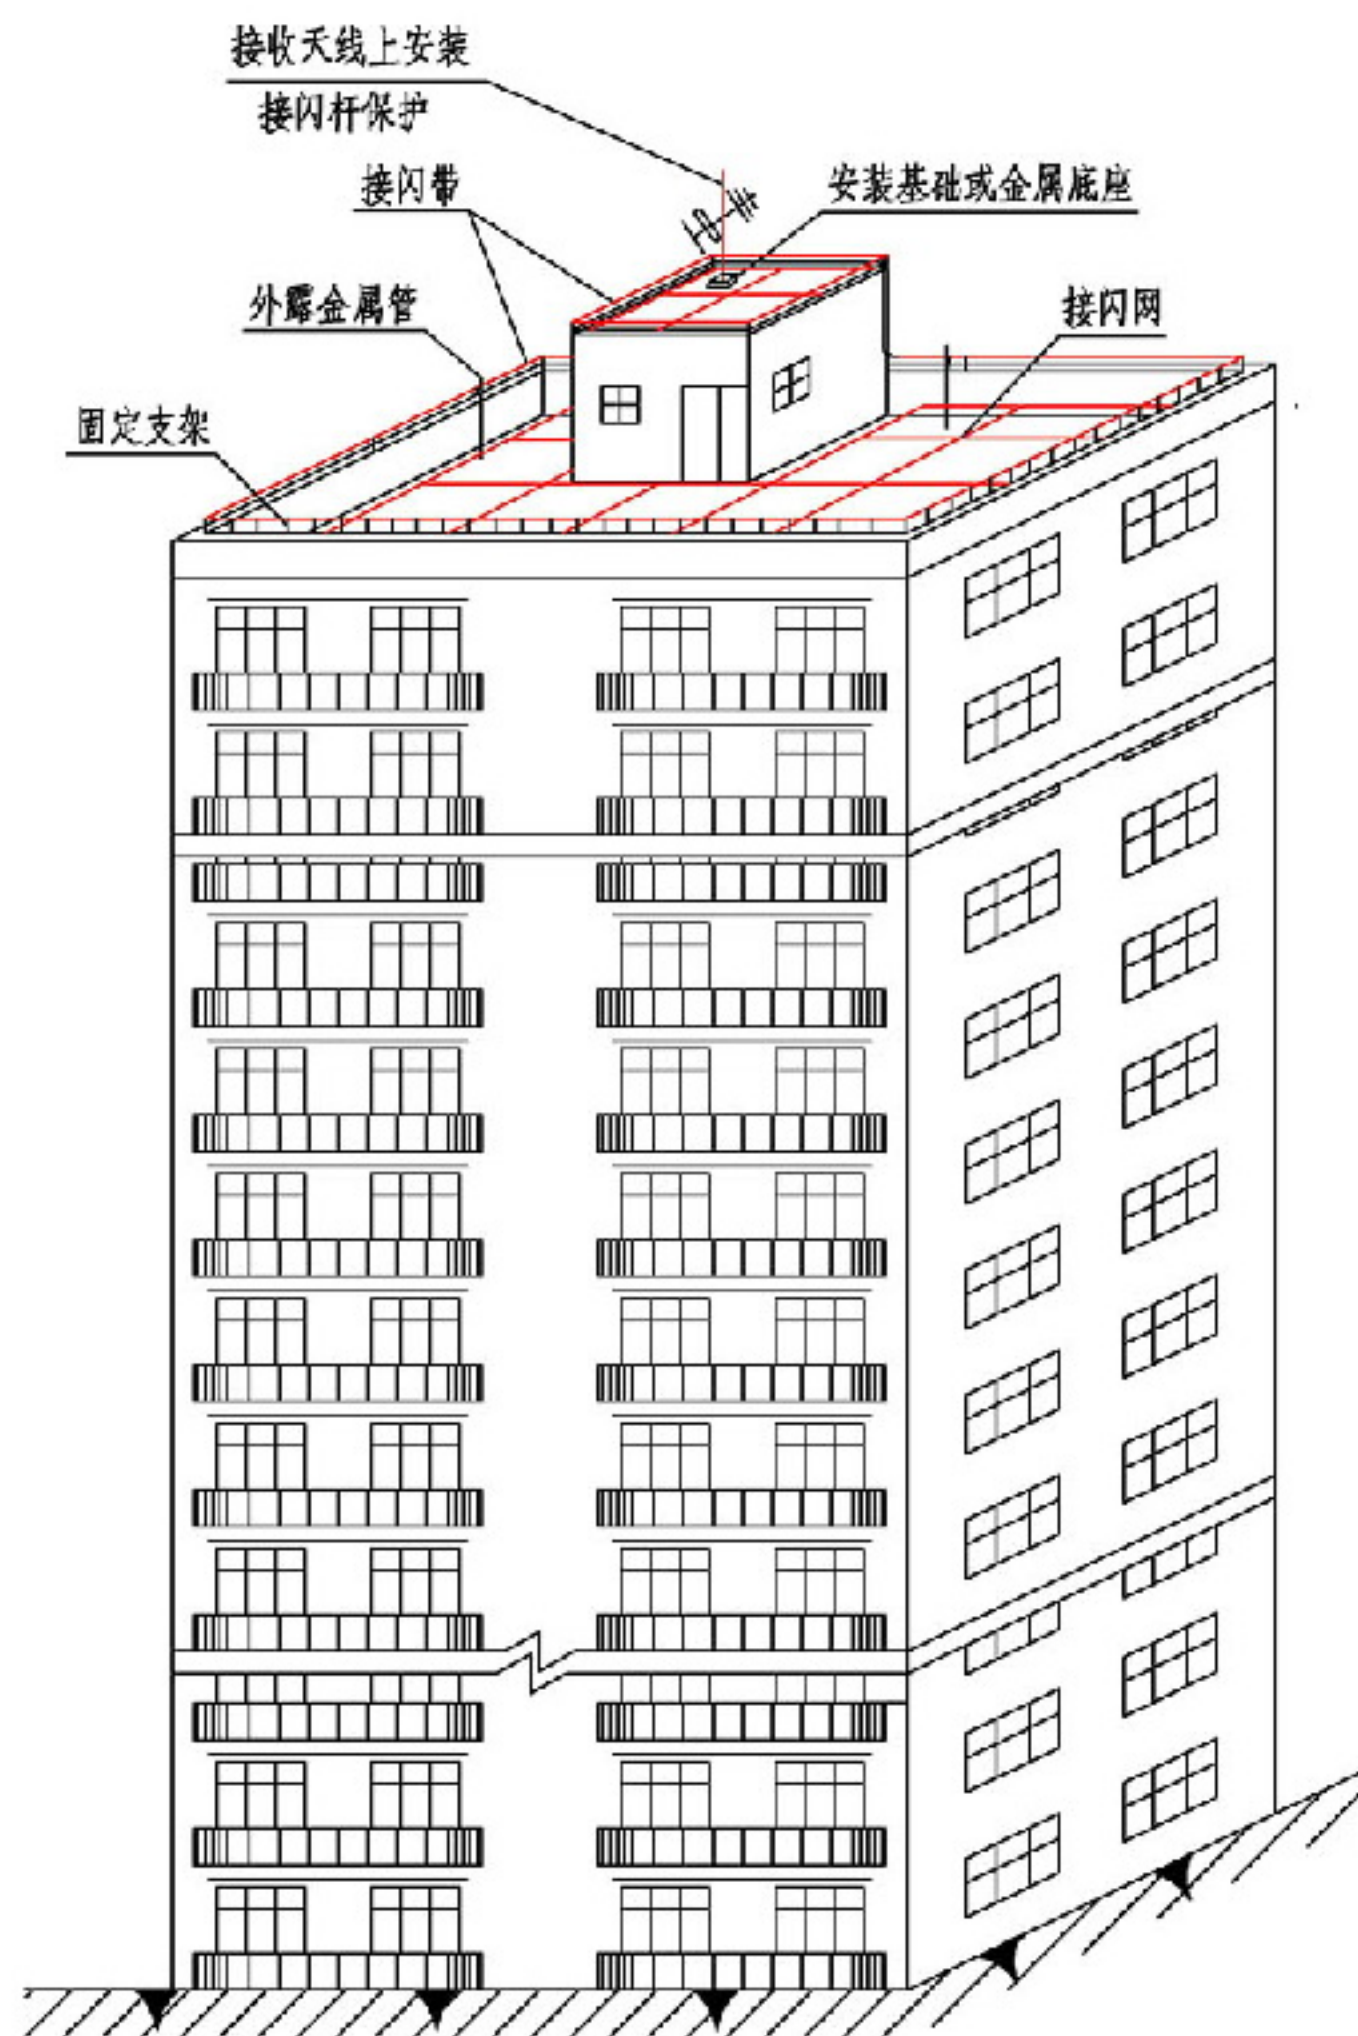 接收天线上安装
接闪杆保护
接闪带
安装基础或金属底座
外露金属管
接闪网
固定支架